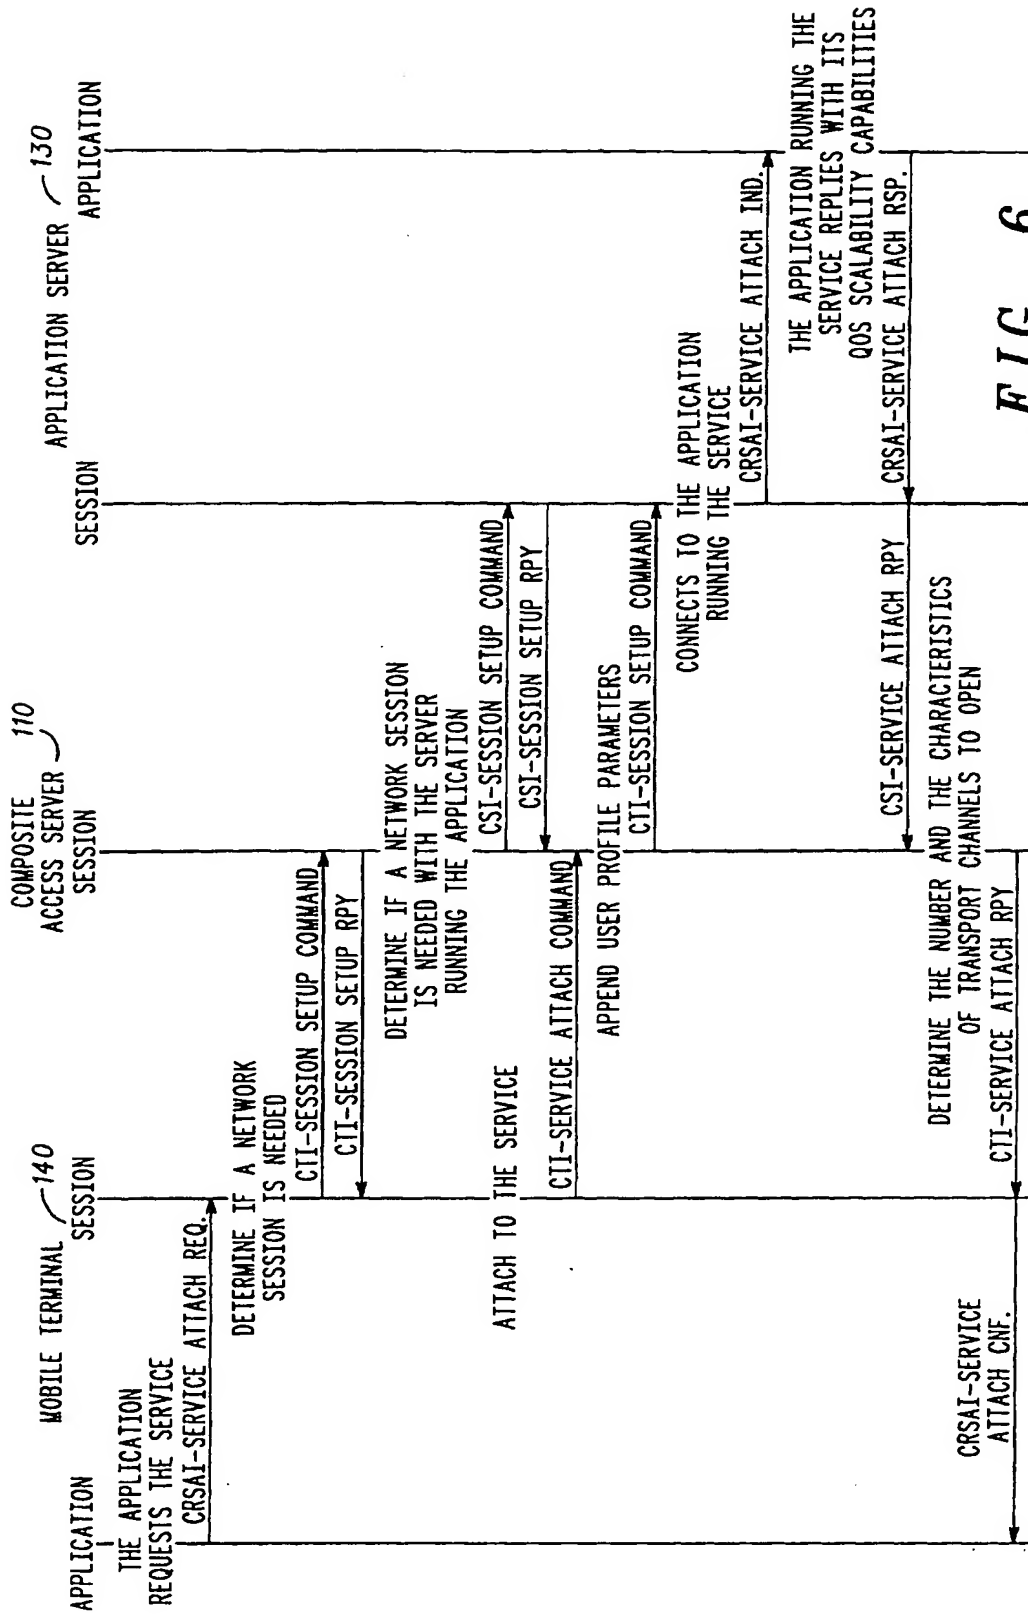 MOBILE TERMINAL 140
COMPOSITE
ACCESS SERVER 110
APPLICATION SERVER 130
APPLICATION
SESSION
SESSION
SESSION
APPLICATION
THE APPLICATION
REQUESTS THE SERVICE
CRSAI-SERVICE ATTACH REQ.
DETERMINE IF A NETWORK
SESSION IS NEEDED
CTI-SESSION SETUP COMMAND
CTI-SESSION SETUP RPY
DETERMINE IF A NETWORK SESSION
IS NEEDED WITH THE SERVER
RUNNING THE APPLICATION
CSI-SESSION SETUP COMMAND
CSI-SESSION SETUP RPY
ATTACH TO THE SERVICE
CTI-SERVICE ATTACH COMMAND
APPEND USER PROFILE PARAMETERS
CTI-SESSION SETUP COMMAND
CONNECTS TO THE APPLICATION
RUNNING THE SERVICE
CRSAI-SERVICE ATTACH IND.
THE APPLICATION RUNNING THE
SERVICE REPLIES WITH ITS
QOS SCALABILITY CAPABILITIES
CRSAI-SERVICE ATTACH RSP.
CSI-SERVICE ATTACH RPY
DETERMINE THE NUMBER AND THE CHARACTERISTICS
OF TRANSPORT CHANNELS TO OPEN
CTI-SERVICE ATTACH RPY
CRSAI-SERVICE
ATTACH CNF.
FIG. 6